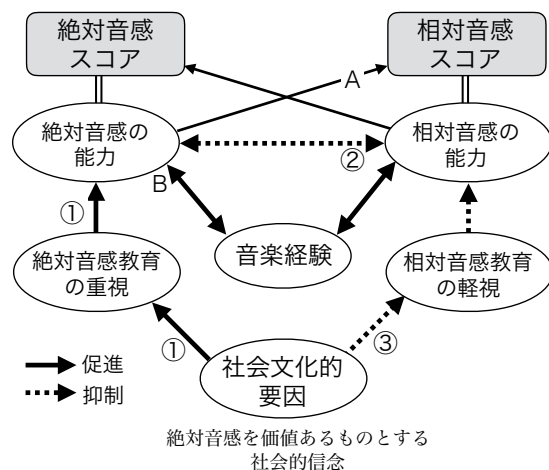 絶対音感
スコア
相対音感
スコア
A
絶対音感の
能力
相対音感の
能力
②
B
①
音楽経験
絶対音感教育
の重視
相対音感教育
の軽視
①
③
社会文化的
要因
促進
抑制
絶対音感を価値あるものとする
社会的信念